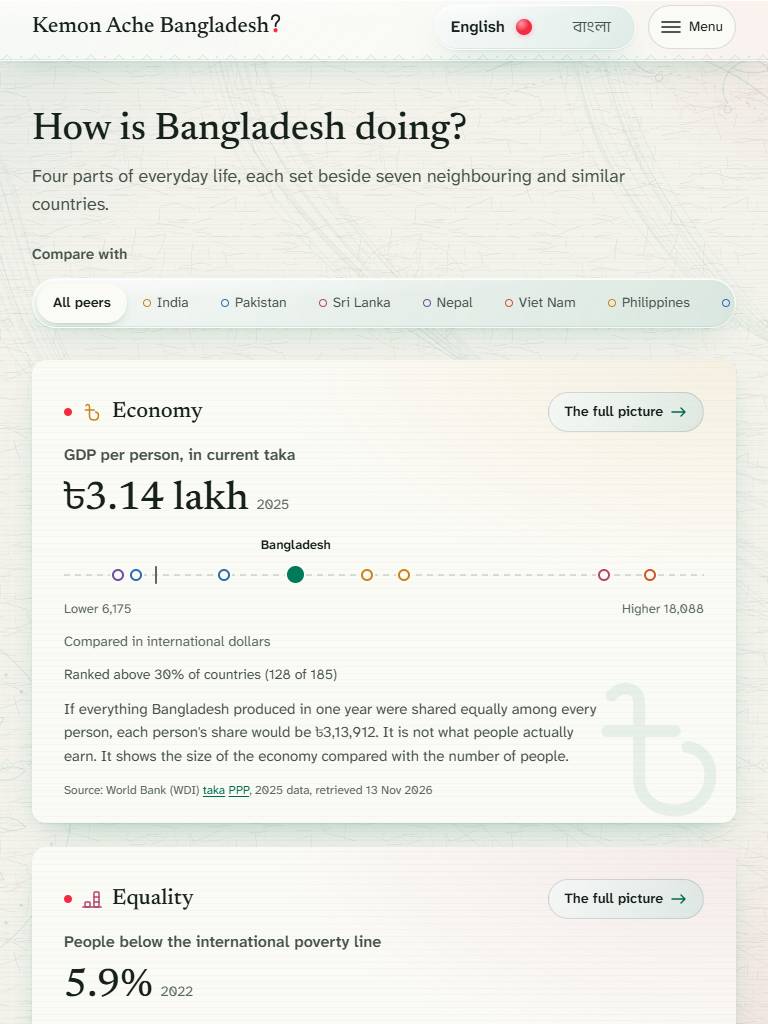 Kemon Ache Bangladesh?
English
বাংলা
Menu
How is Bangladesh doing?
Four parts of everyday life, each set beside seven neighbouring and similar
countries.
Compare with
All peers
India
Pakistan
Sri Lanka
Nepal
Viet Nam
Philippines
Economy
The full picture →
GDP per person, in current taka
৳3.14 lakh 2025
Bangladesh
Lower 6,175
Higher 18,088
Compared in international dollars
Ranked above 30% of countries (128 of 185)
If everything Bangladesh produced in one year were shared equally among every
person, each person's share would be ৳3,13,912. It is not what people actually
earn. It shows the size of the economy compared with the number of people.
Source: World Bank (WDI) taka PPP, 2025 data, retrieved 13 Nov 2026
Equality
The full picture →
People below the international poverty line
5.9% 2022